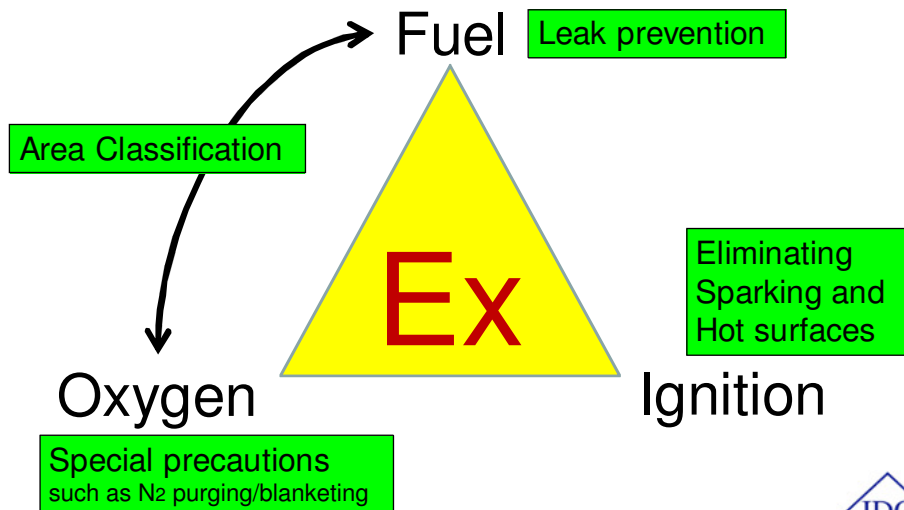 Fuel
Leak prevention
Area Classification
Ex
Eliminating
Sparking and
Hot surfaces
Oxygen
Ignition
Special precautions
such as N2 purging/blanketing